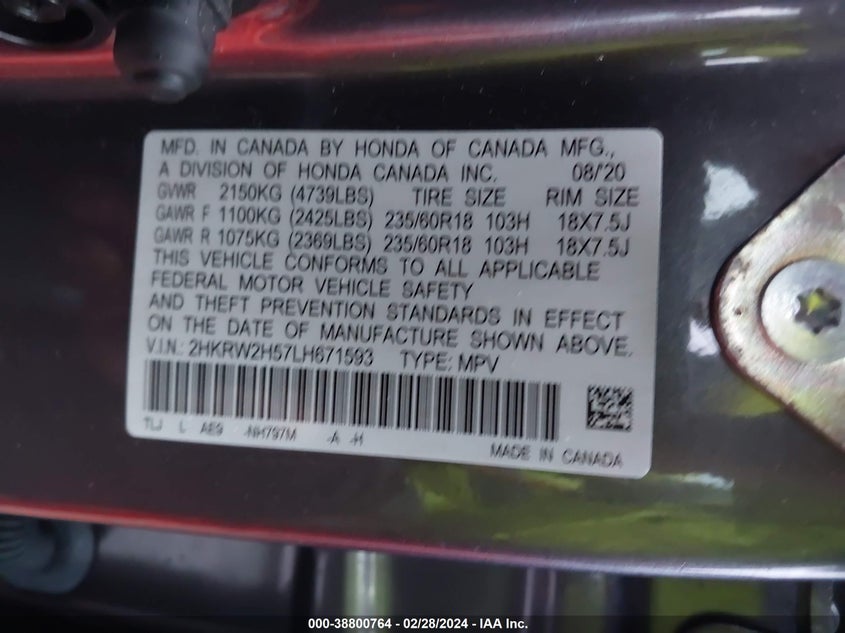 MFD. IN CANADA BY HONDA OF CANADA MFG.,
A DIVISION OF HONDA CANADA INC. 08/'20
GVWR 2150KG (4739LBS) TIRE SIZE RIM SIZE
GAWR F 1100KG (2425LBS) 235/60R18 103H 18X7.5J
GAWR R 1075KG (2369LBS) 235/60R18 103H 18X7.5J
THIS VEHICLE CONFORMS TO ALL APPLICABLE
FEDERAL MOTOR VEHICLE SAFETY
AND THEFT PREVENTION STANDARDS IN EFFECT
ON THE DATE OF MANUFACTURE SHOWN ABOVE.
V.I.N.: 2HKRW2H57LH671593 TYPE: MPV
TLJ L AE9 -NH797M -A -H
MADE IN CANADA
000-38800764 - 02/28/2024 - IAA Inc.